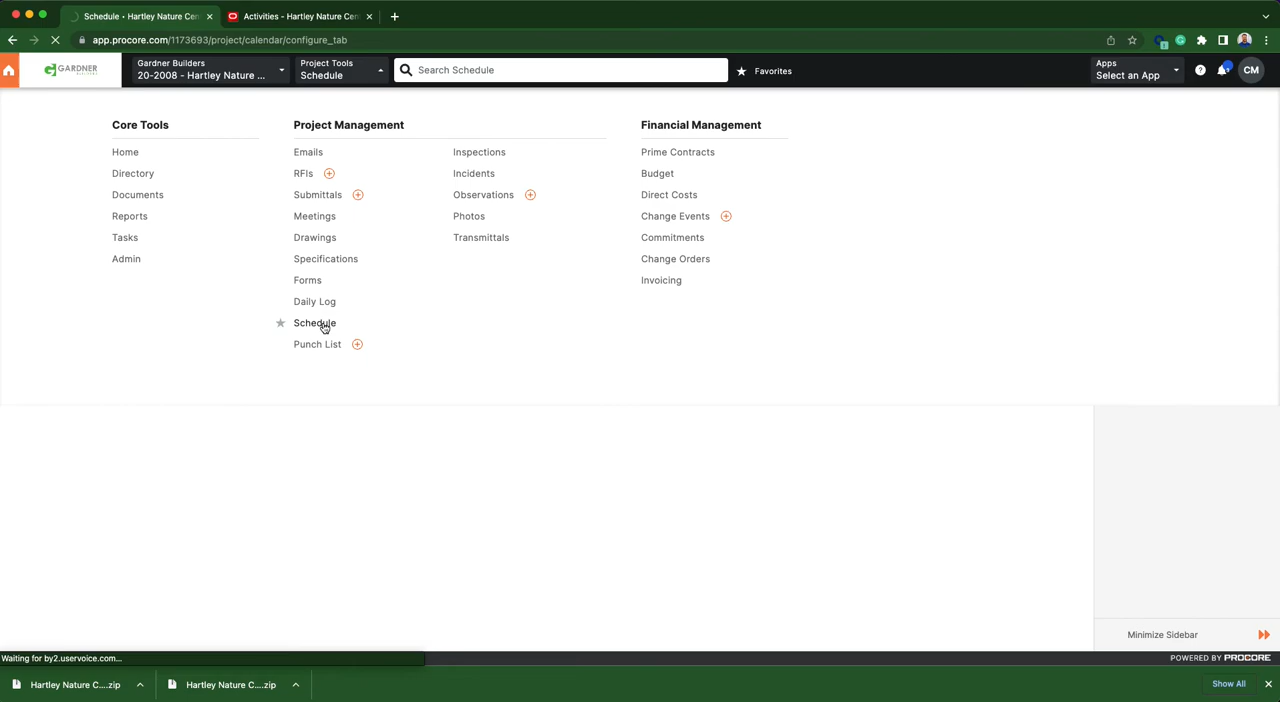 Schedule • Hartley Nature Cen
Activities - Hartley Nature Cent
app.procore.com/1173693/project/calendar/configure_tab
GARDNER
Gardner Builders
20-2008 - Hartley Nature ...
Project Tools
Schedule
Search Schedule
Favorites
Apps
Select an App
CM
Core Tools
Home
Directory
Documents
Reports
Tasks
Admin
Project Management
Emails
RFIs
Submittals
Meetings
Drawings
Specifications
Forms
Daily Log
Schedule
Punch List
Inspections
Incidents
Observations
Photos
Transmittals
Financial Management
Prime Contracts
Budget
Direct Costs
Change Events
Commitments
Change Orders
Invoicing
Minimize Sidebar
Waiting for by2.uservoice.com...
POWERED BY PROCORE
Hartley Nature C....zip
Hartley Nature C....zip
Show All